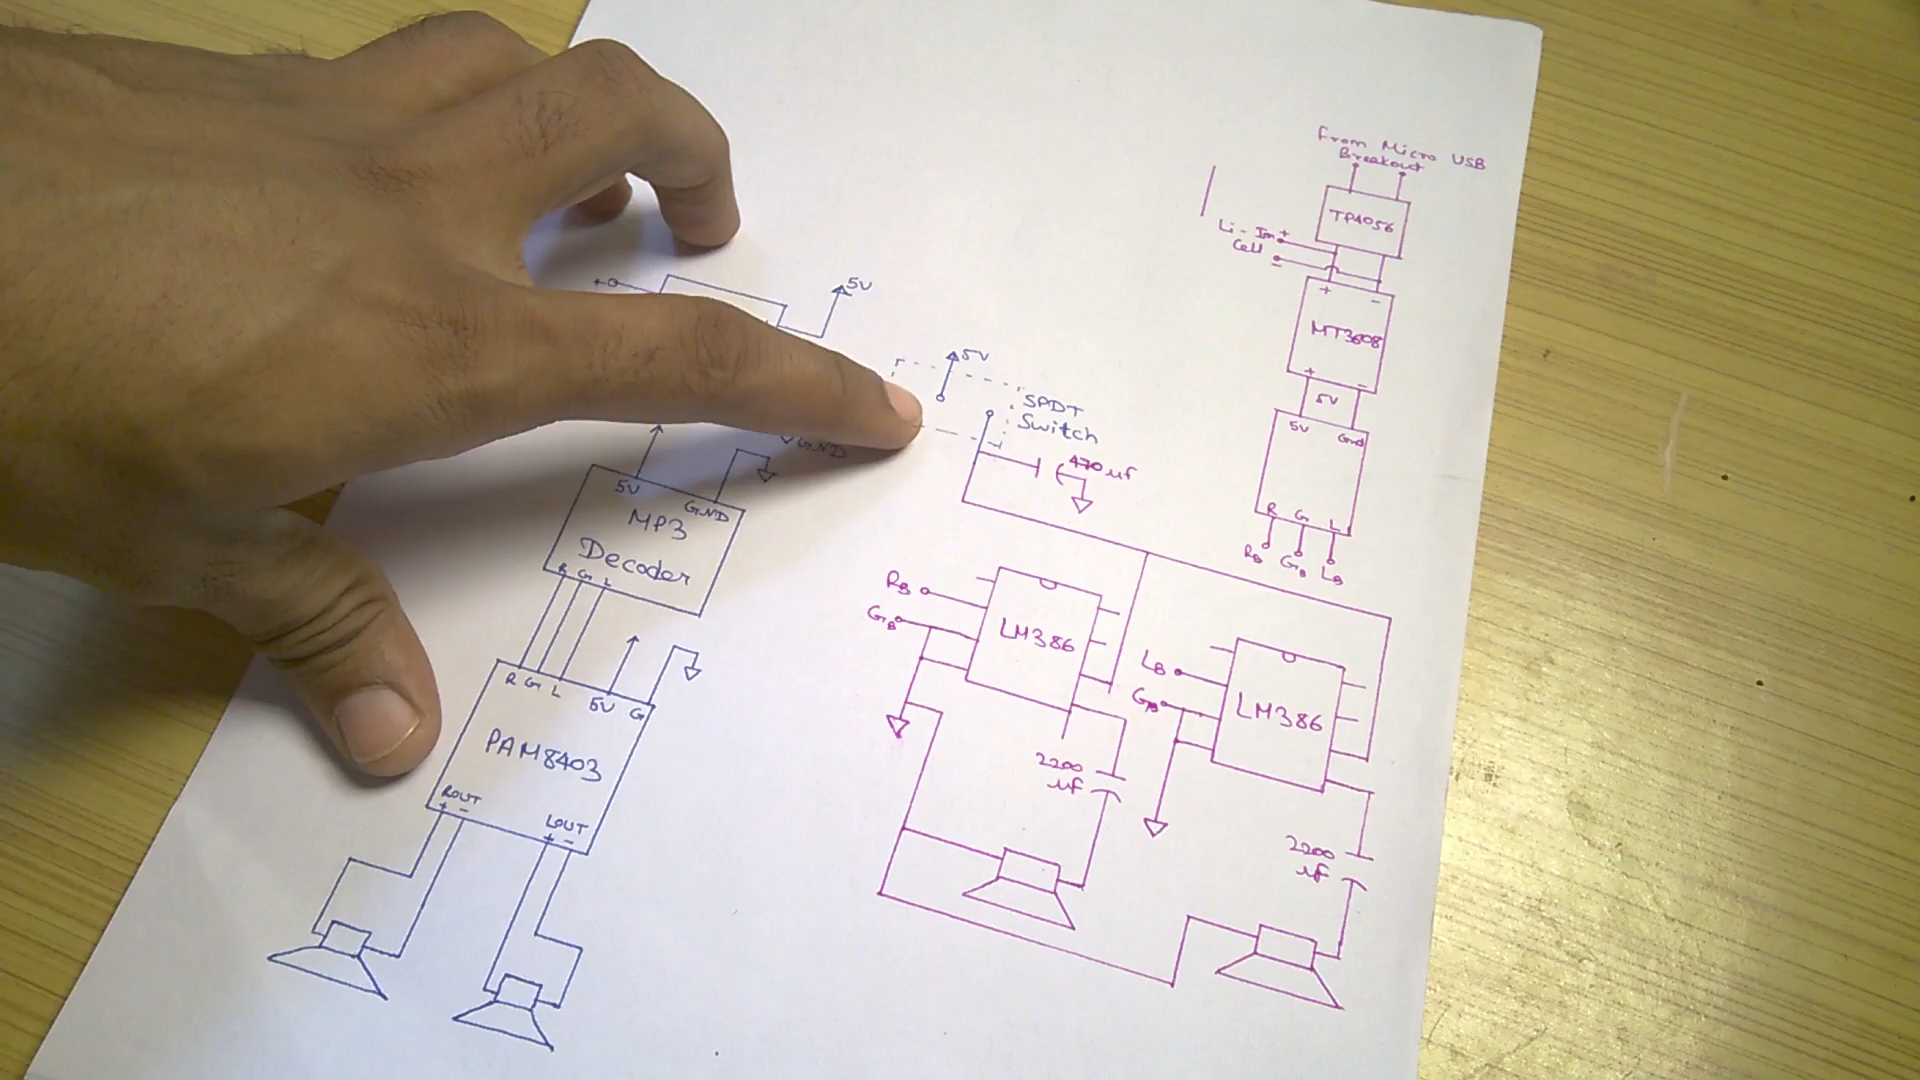 +
5V
GND
5V
GND
MP3
Decoder
R G L
R G L 5V G
PAM8403
ROUT
+ -
LOUT
+ -
5V
SPDT
Switch
470 uf
RB
GB
LM386
2200
uf
LB
GB
LM386
2200
uf
From Micro USB
Breakout
TP4056
Li-Ion +
Cell -
+ -
MT3608
+ -
5V
5V Gnd
R G L
RB GB LB